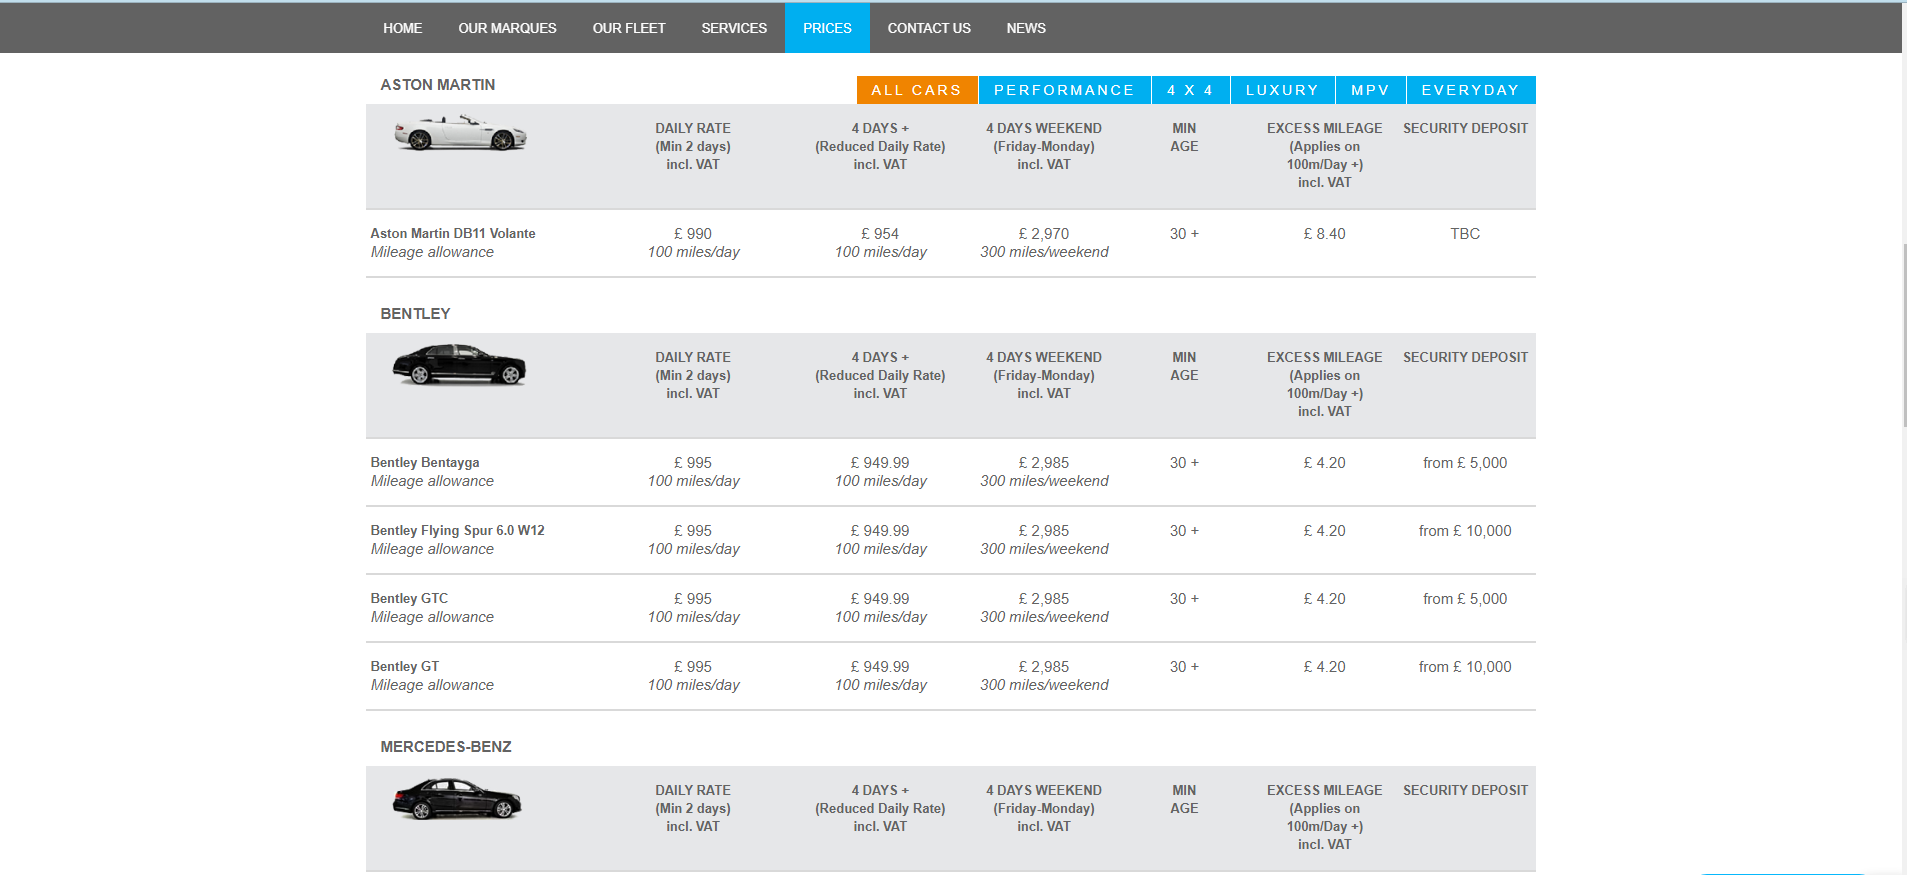 HOME OUR MARQUES OUR FLEET SERVICES PRICES CONTACT US NEWS
ASTON MARTIN
ALL CARS PERFORMANCE 4 X 4 LUXURY MPV EVERYDAY
DAILY RATE 4 DAYS + 4 DAYS WEEKEND MIN EXCESS MILEAGE SECURITY DEPOSIT
(Min 2 days) (Reduced Daily Rate) (Friday-Monday) AGE (Applies on
incl. VAT incl. VAT incl. VAT 100m/Day +)
incl. VAT
Aston Martin DB11 Volante £ 990 £ 954 £ 2,970 30 + £ 8.40 TBC
Mileage allowance 100 miles/day 100 miles/day 300 miles/weekend
BENTLEY
DAILY RATE 4 DAYS + 4 DAYS WEEKEND MIN EXCESS MILEAGE SECURITY DEPOSIT
(Min 2 days) (Reduced Daily Rate) (Friday-Monday) AGE (Applies on
incl. VAT incl. VAT incl. VAT 100m/Day +)
incl. VAT
Bentley Bentayga £ 995 £ 949.99 £ 2,985 30 + £ 4.20 from £ 5,000
Mileage allowance 100 miles/day 100 miles/day 300 miles/weekend
Bentley Flying Spur 6.0 W12 £ 995 £ 949.99 £ 2,985 30 + £ 4.20 from £ 10,000
Mileage allowance 100 miles/day 100 miles/day 300 miles/weekend
Bentley GTC £ 995 £ 949.99 £ 2,985 30 + £ 4.20 from £ 5,000
Mileage allowance 100 miles/day 100 miles/day 300 miles/weekend
Bentley GT £ 995 £ 949.99 £ 2,985 30 + £ 4.20 from £ 10,000
Mileage allowance 100 miles/day 100 miles/day 300 miles/weekend
MERCEDES-BENZ
DAILY RATE 4 DAYS + 4 DAYS WEEKEND MIN EXCESS MILEAGE SECURITY DEPOSIT
(Min 2 days) (Reduced Daily Rate) (Friday-Monday) AGE (Applies on
incl. VAT incl. VAT incl. VAT 100m/Day +)
incl. VAT